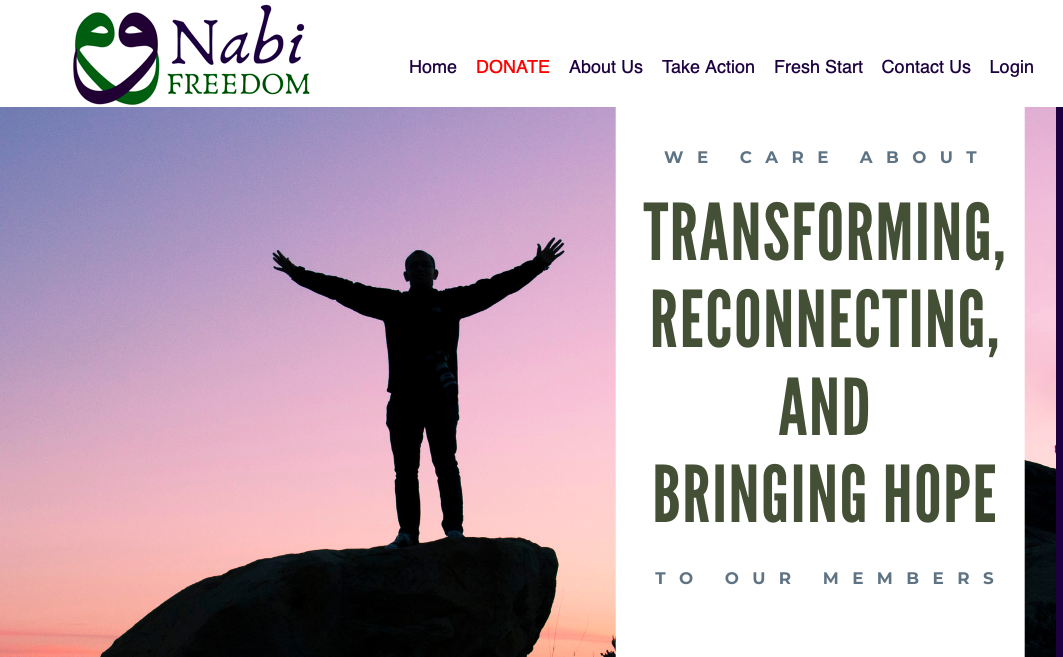 Nabi
FREEDOM
Home DONATE About Us Take Action Fresh Start Contact Us Login
WE CARE ABOUT
TRANSFORMING,
RECONNECTING,
AND
BRINGING HOPE
TO OUR MEMBERS